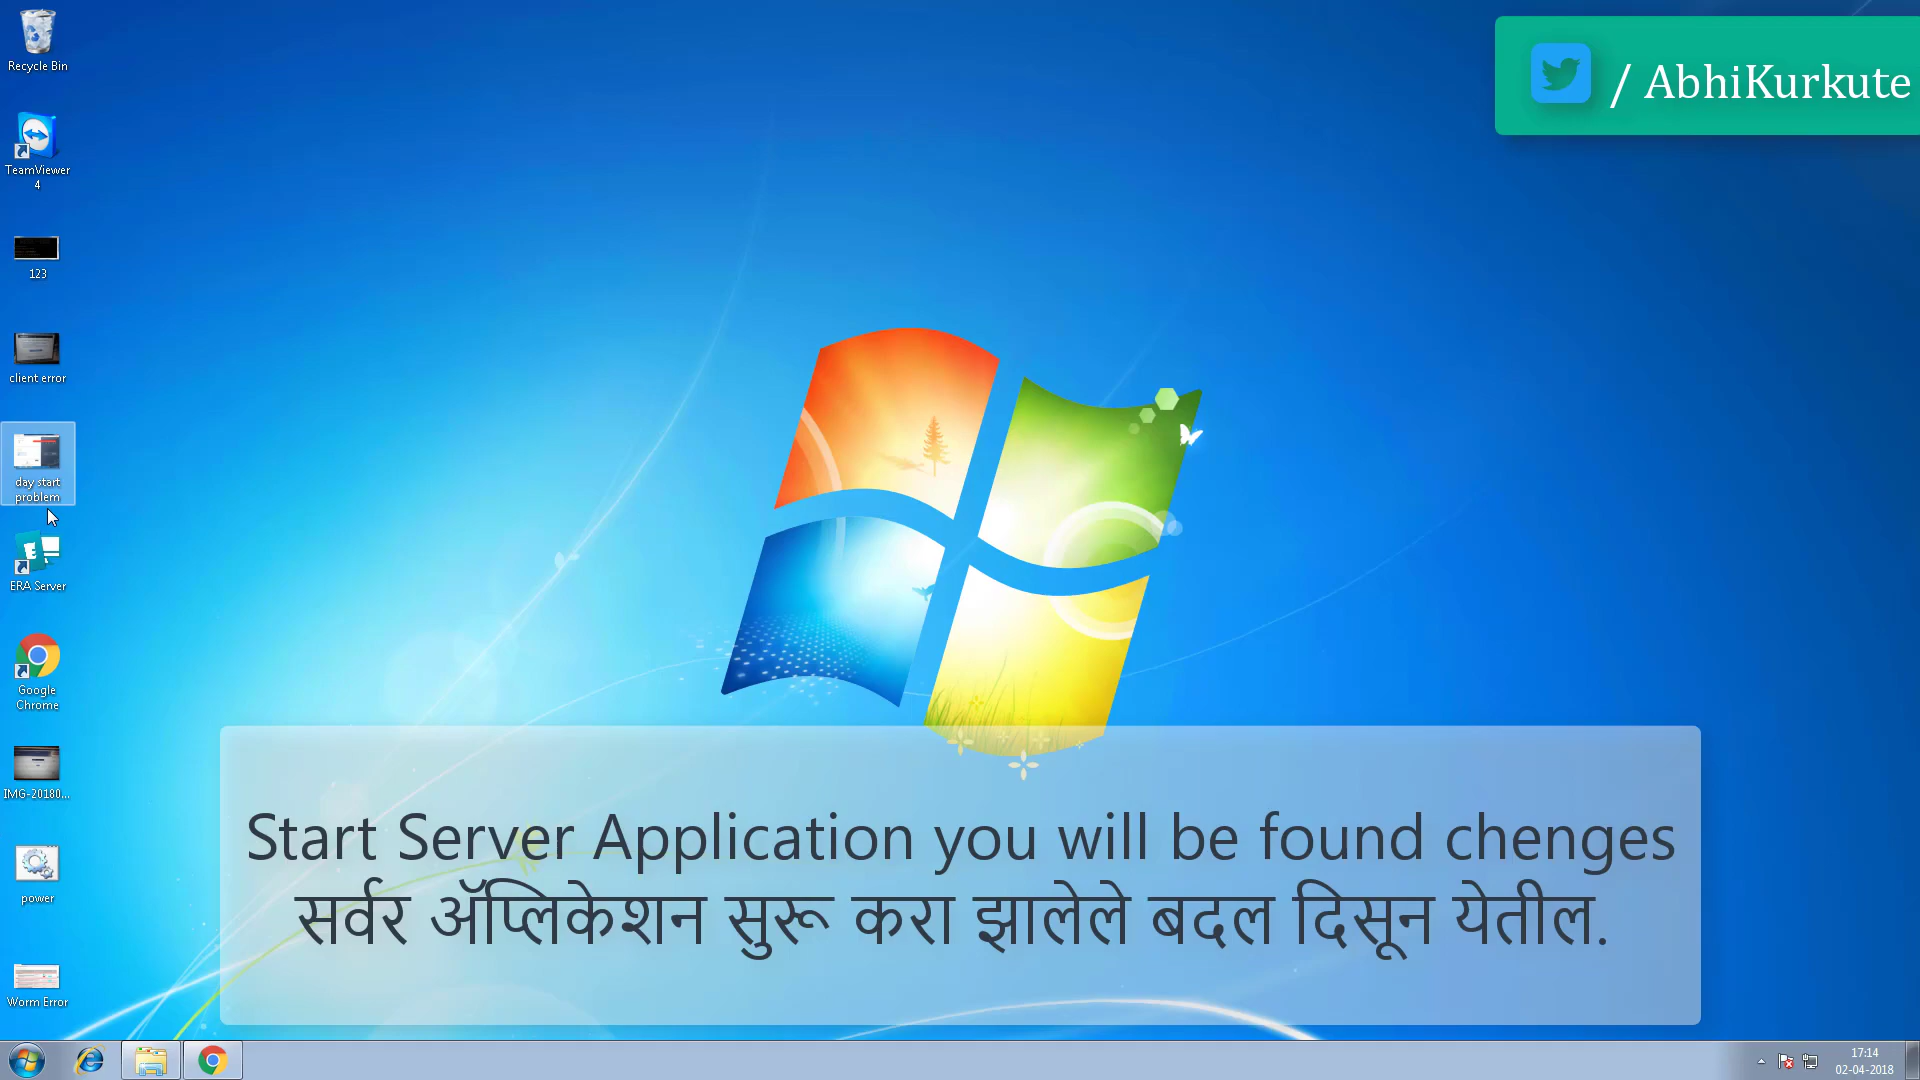 Recycle Bin
/ AbhiKurkute
TeamViewer
4
123
client error
day start
problem
ERA Server
Google
Chrome
IMG-20180...
power
Worm Error
Start Server Application you will be found chenges
सर्वर ॲप्लिकेशन सुरू करा झालेले बदल दिसून येतील.
17:14
02-04-2018